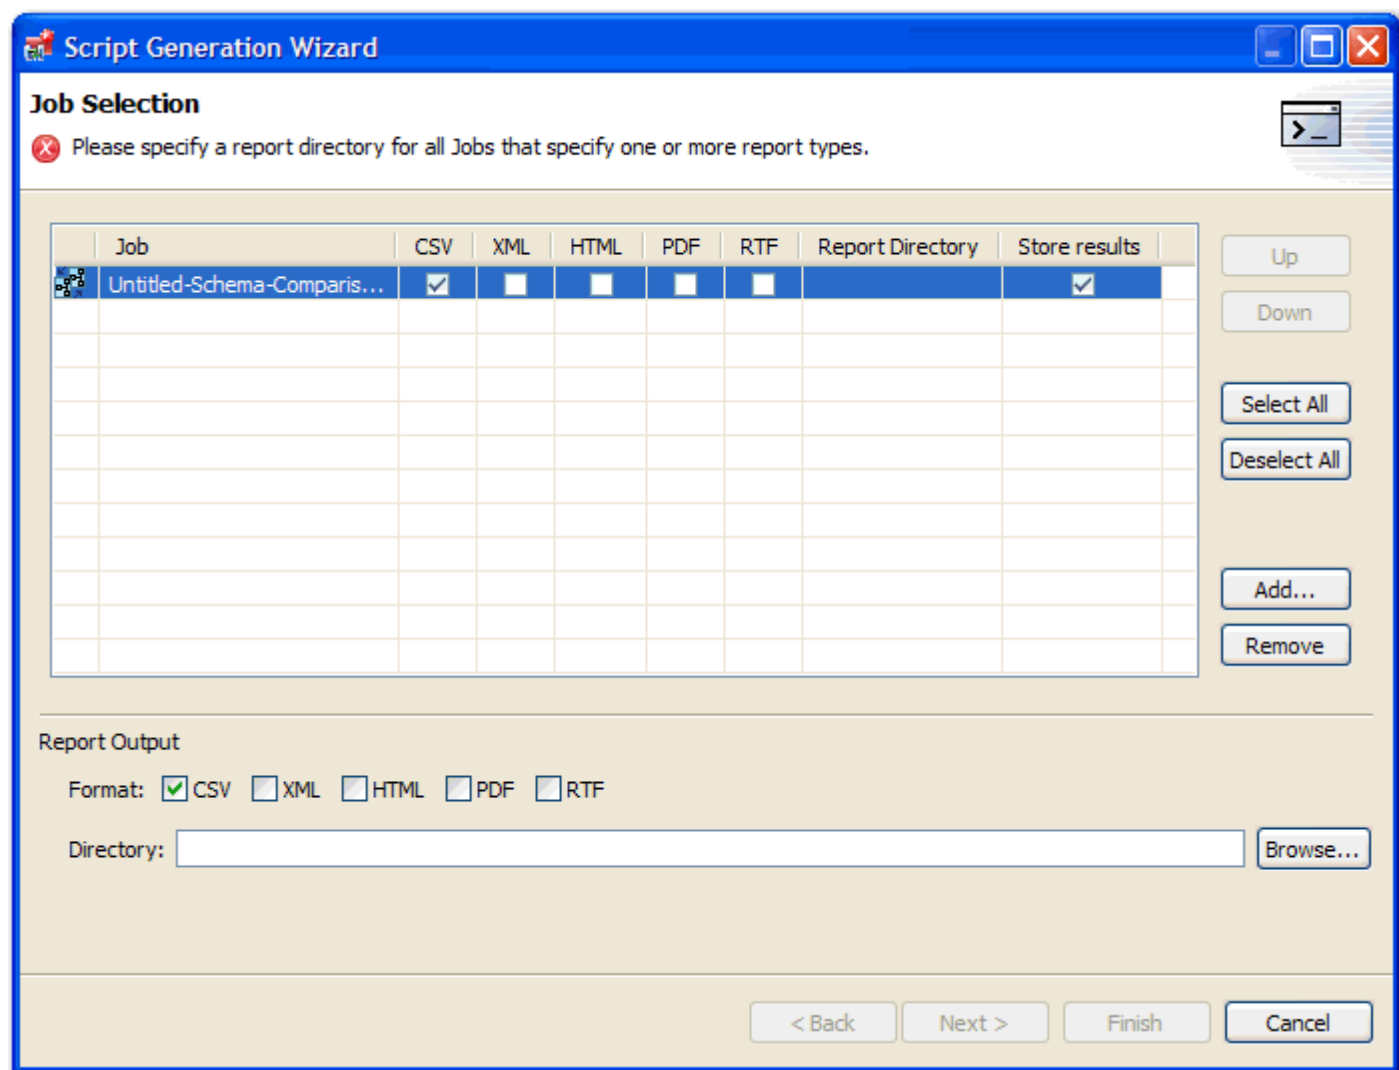 Script Generation Wizard
Job Selection
Please specify a report directory for all Jobs that specify one or more report types.
Job CSV XML HTML PDF RTF Report Directory Store results
Untitled-Schema-Comparis...
Up
Down
Select All
Deselect All
Add...
Remove
Report Output
Format: CSV XML HTML PDF RTF
Directory: Browse...
< Back Next > Finish Cancel